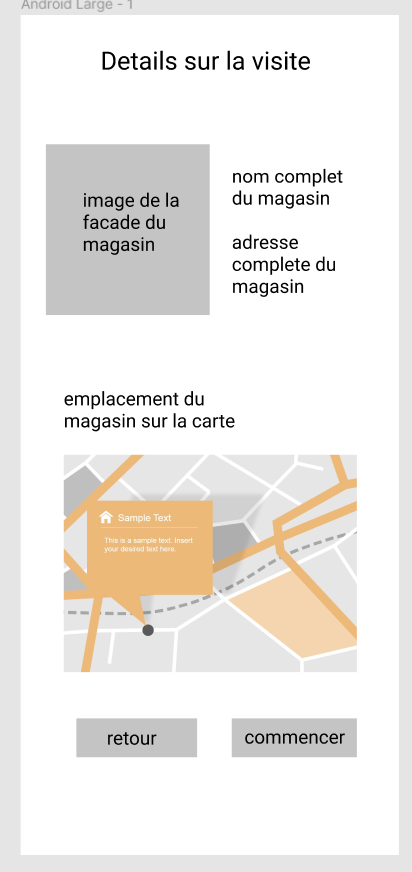 Android Large - 1
Details sur la visite
image de la
facade du
magasin
nom complet
du magasin
adresse
complete du
magasin
emplacement du
magasin sur la carte
Sample Text
This is a sample text. Insert
your desired text here.
retour
commencer